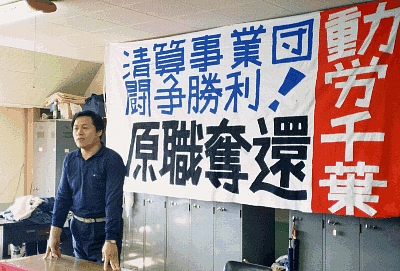 清算事業団
闘争勝利！
原職奪還
動労千葉